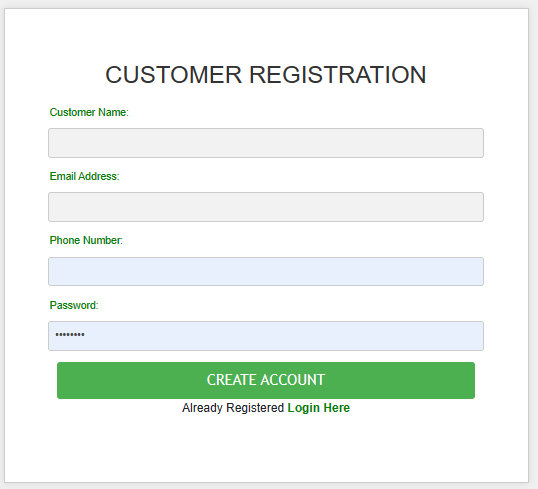 CUSTOMER REGISTRATION
Customer Name:
Email Address:
Phone Number:
Password:
••••••••
CREATE ACCOUNT
Already Registered Login Here